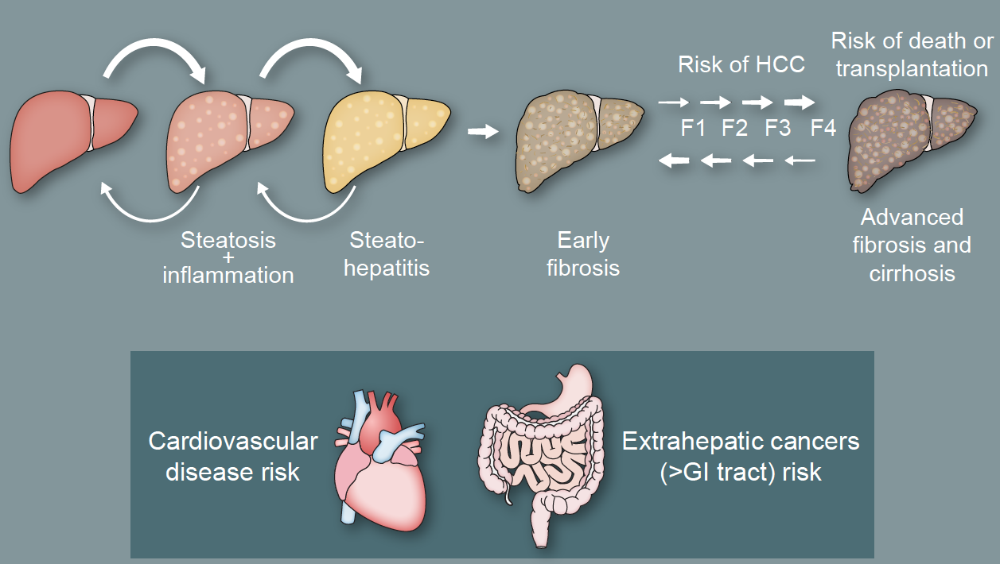 Risk of HCC
Risk of death or
transplantation
F1 F2 F3 F4
Steatosis
+
inflammation
Steato-
hepatitis
Early
fibrosis
Advanced
fibrosis and
cirrhosis
Cardiovascular
disease risk
Extrahepatic cancers
(>GI tract) risk